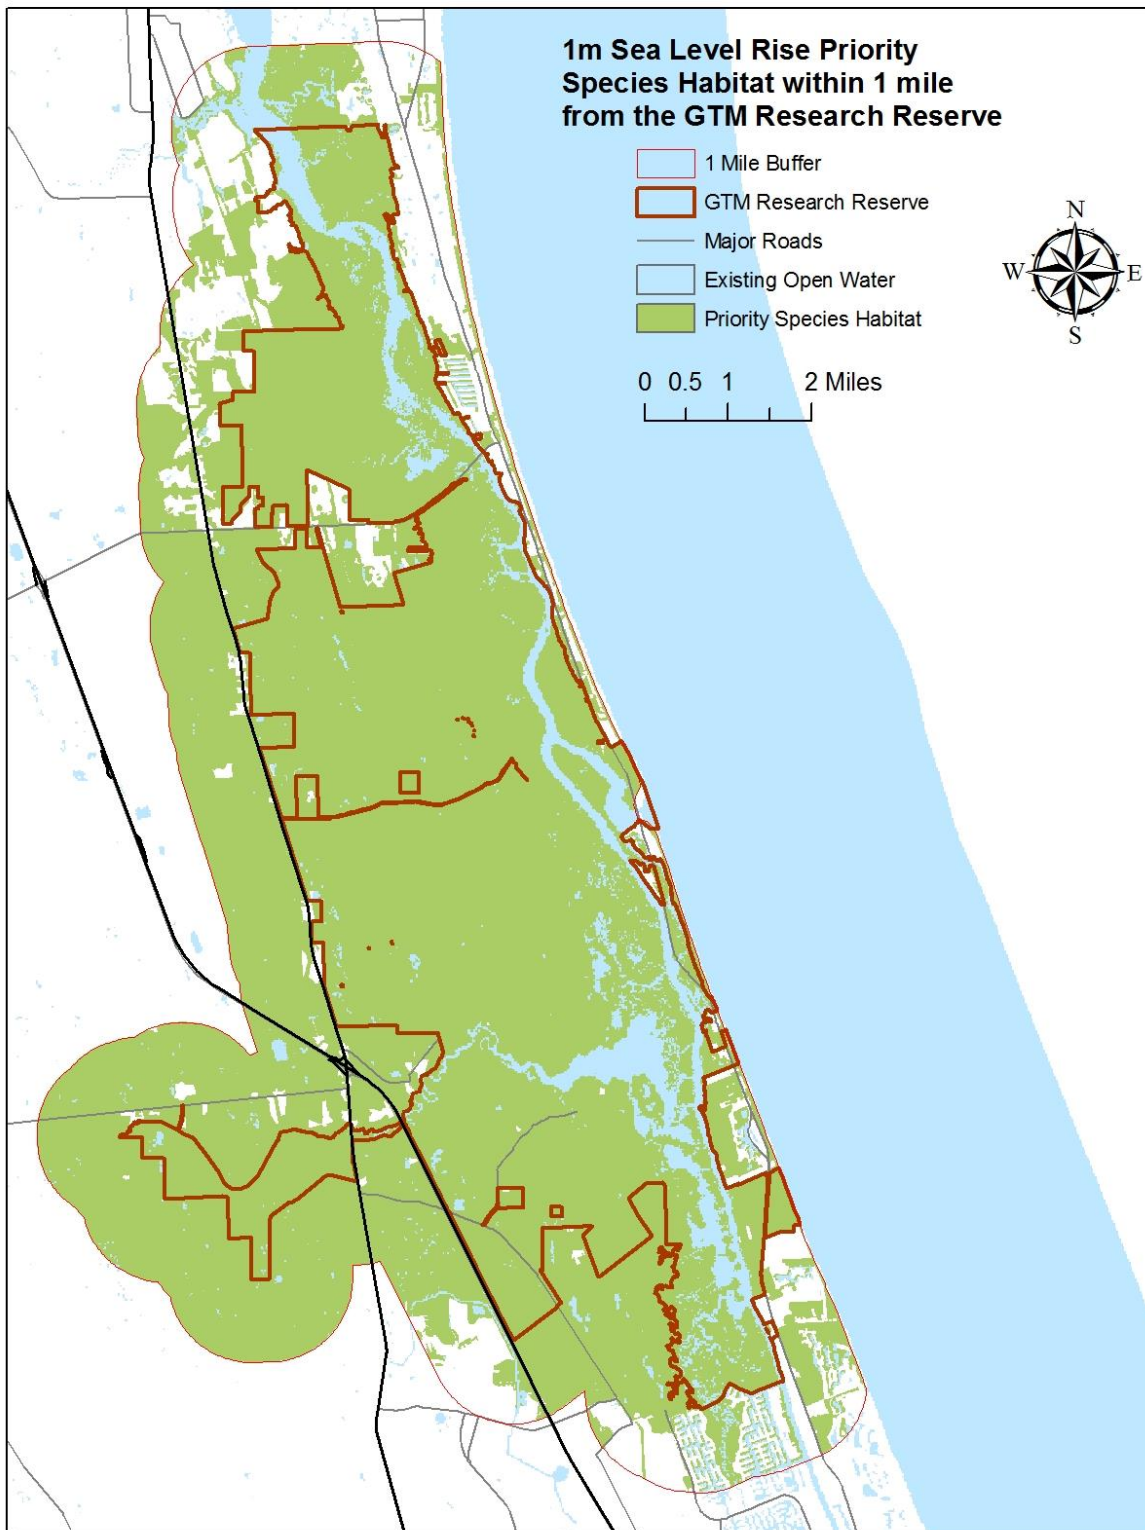 1m Sea Level Rise Priority
Species Habitat within 1 mile
from the GTM Research Reserve
1 Mile Buffer
GTM Research Reserve
Major Roads
Existing Open Water
Priority Species Habitat
N
W E
S
0 0.5 1 2 Miles